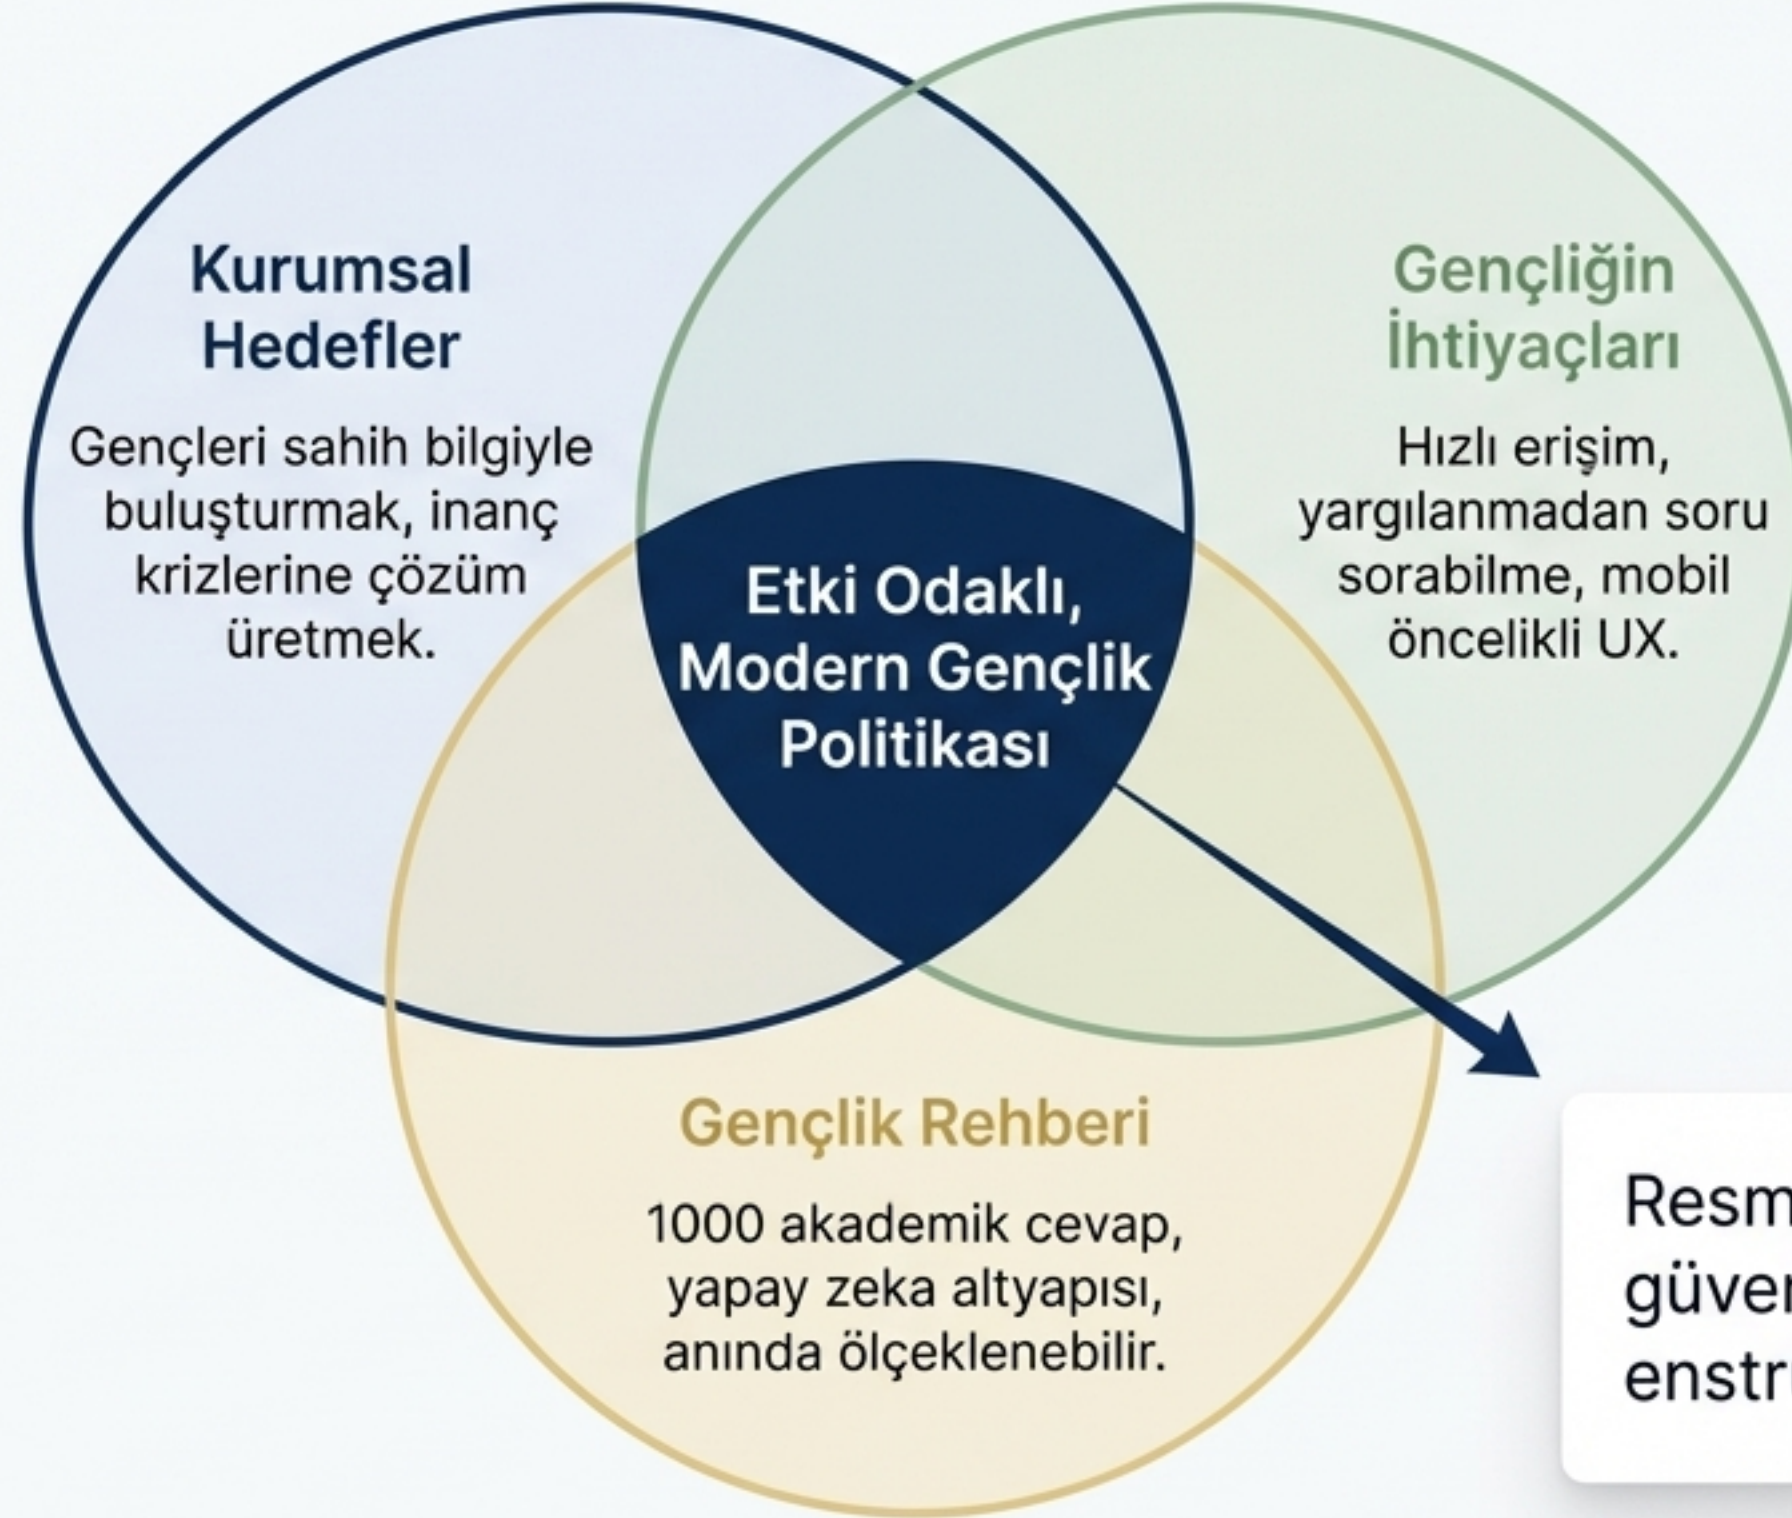 Kurumsal
Hedefler
Gençleri sahih bilgiyle
buluşturmak, inanç
krizlerine çözüm
üretmek.
Gençliğin
İhtiyaçları
Hızlı erişim,
yargılanmadan soru
sorabilme, mobil
öncelikli UX.
Etki Odaklı,
Modern Gençlik
Politikası
Gençlik Rehberi
1000 akademik cevap,
yapay zeka altyapısı,
anında ölçeklenebilir.